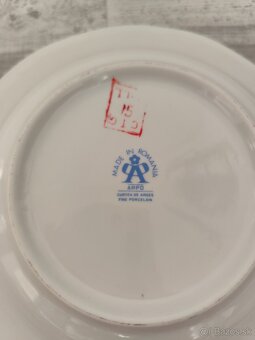 15
MADE IN ROMANIA
ARPO
CURTEA DE ARGES
FINE PORCELAIN